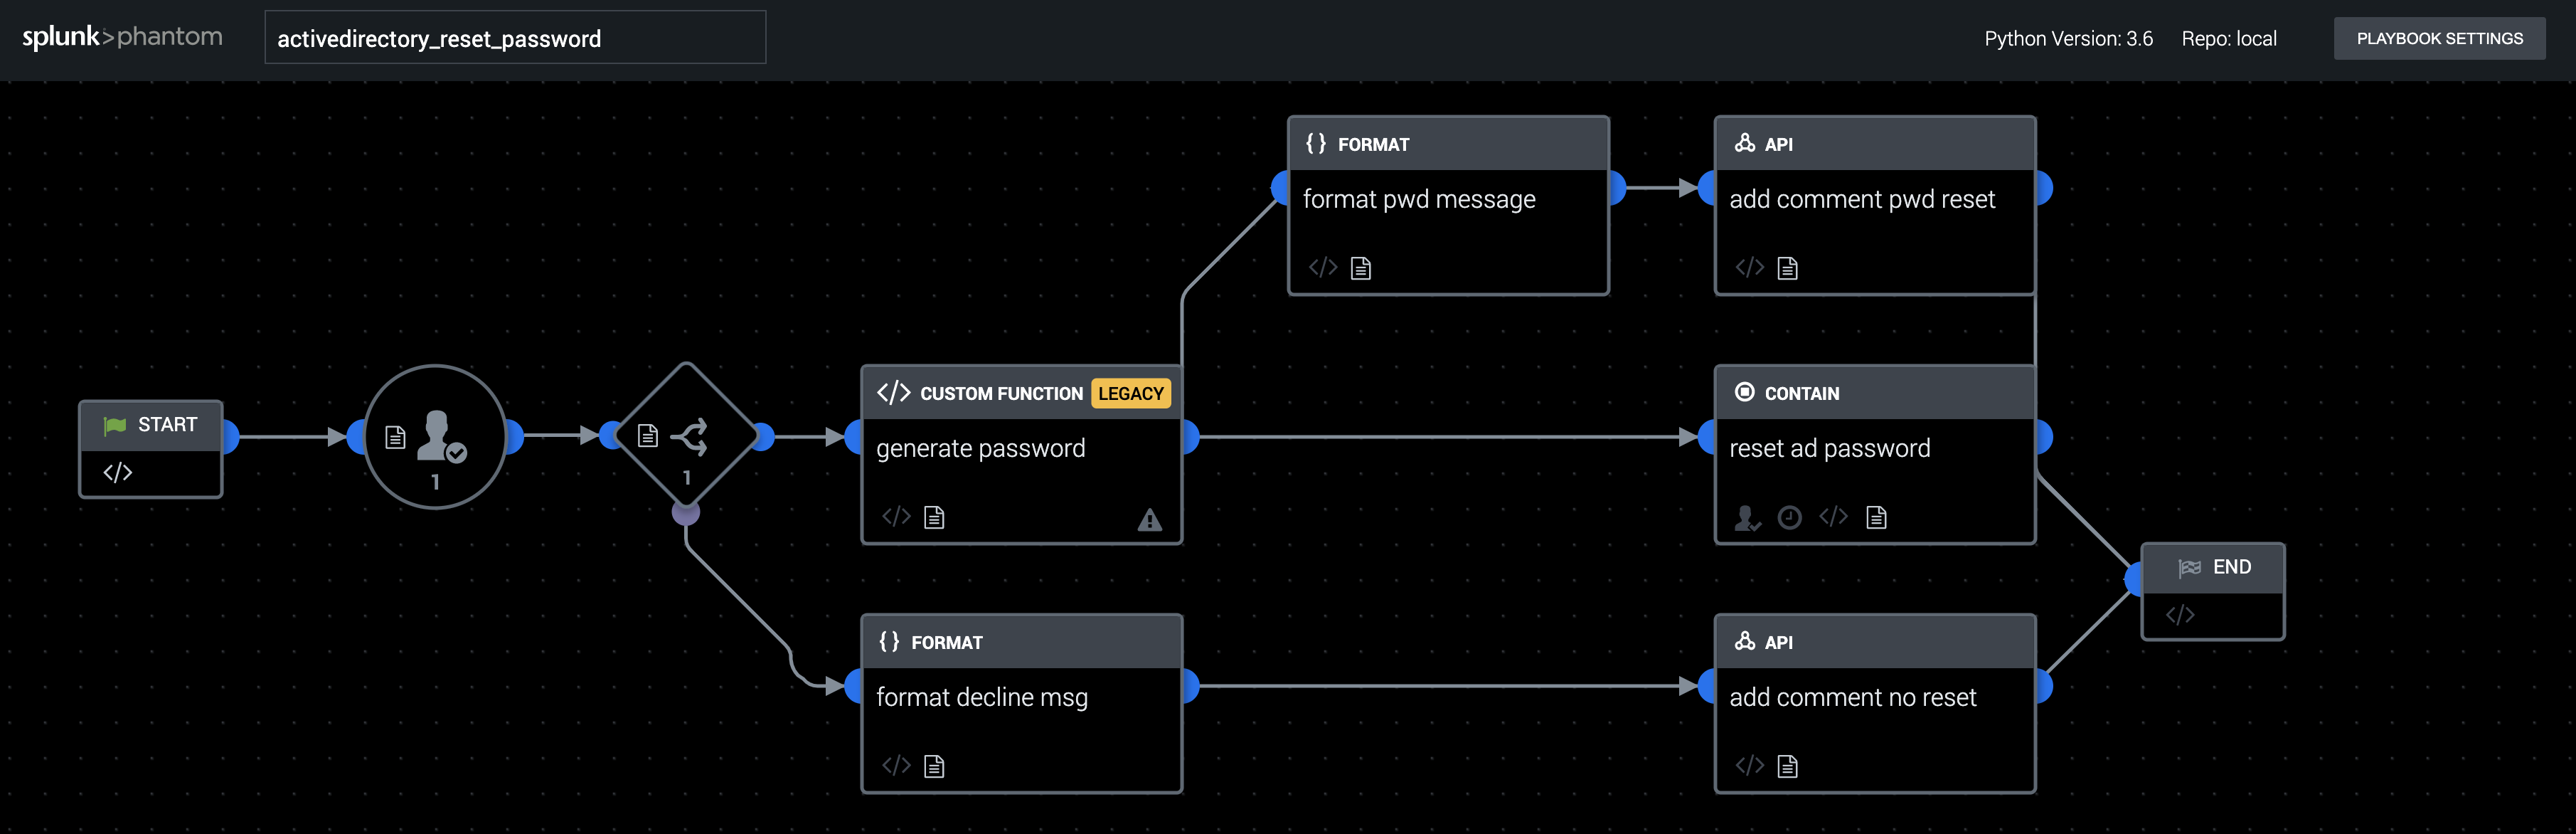 splunk>phantom
activedirectory_reset_password
Python Version: 3.6
Repo: local
PLAYBOOK SETTINGS
{} FORMAT
format pwd message
</>
API
add comment pwd reset
</>
START
</>
1
1
</> CUSTOM FUNCTION LEGACY
generate password
</>
CONTAIN
reset ad password
</>
END
</>
{} FORMAT
format decline msg
</>
API
add comment no reset
</>